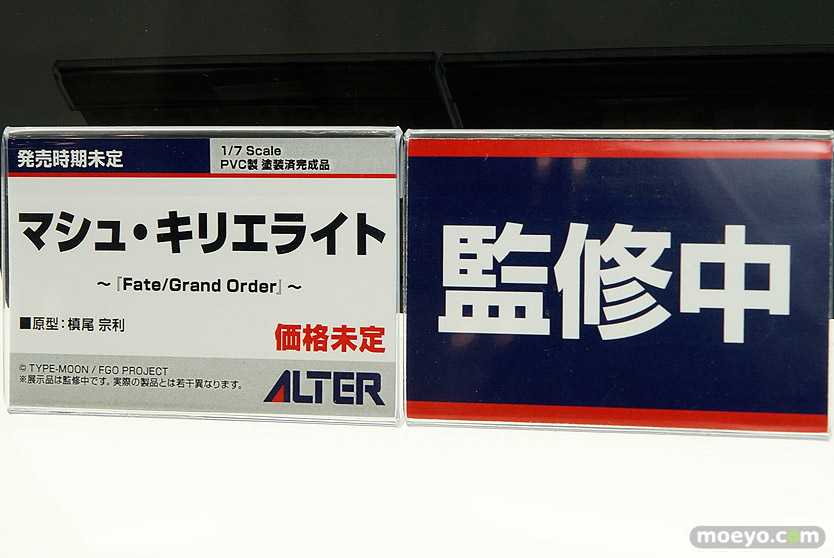 発売時期未定
1/7 Scale
PVC製 塗装済完成品
マシュ・キリエライト
～『Fate/Grand Order』～
■原型：槙尾 宗利
価格未定
© TYPE-MOON / FGO PROJECT
※展示品は監修中です。実際の製品とは若干異なります。
ALTER
監修中
moeyo.com